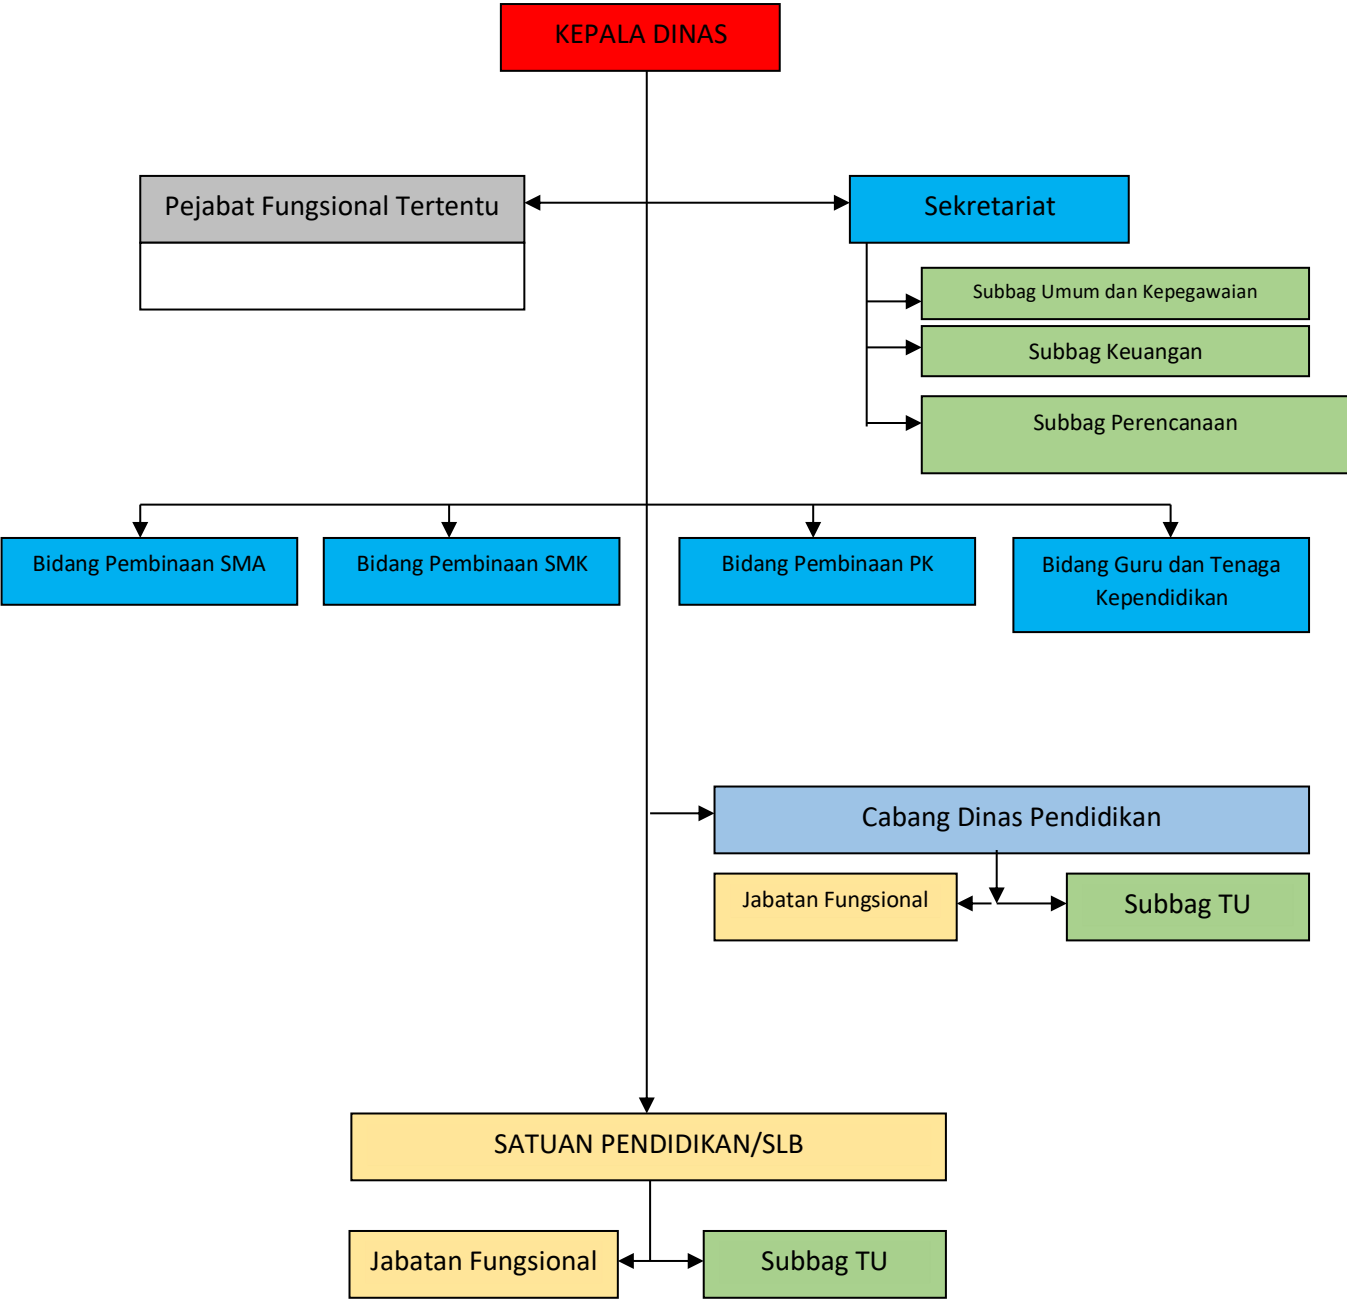 KEPALA DINAS
Pejabat Fungsional Tertentu
Sekretariat
Subbag Umum dan Kepegawaian
Subbag Keuangan
Subbag Perencanaan
Bidang Pembinaan SMA
Bidang Pembinaan SMK
Bidang Pembinaan PK
Bidang Guru dan Tenaga
Kependidikan
Cabang Dinas Pendidikan
Jabatan Fungsional
Subbag TU
SATUAN PENDIDIKAN/SLB
Jabatan Fungsional
Subbag TU